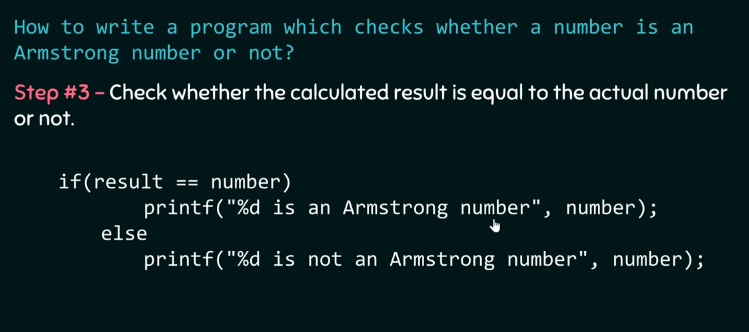 How to write a program which checks whether a number is an
Armstrong number or not?
Step #3 – Check whether the calculated result is equal to the actual number
or not.
if(result == number)
printf("%d is an Armstrong number", number);
else
printf("%d is not an Armstrong number", number);